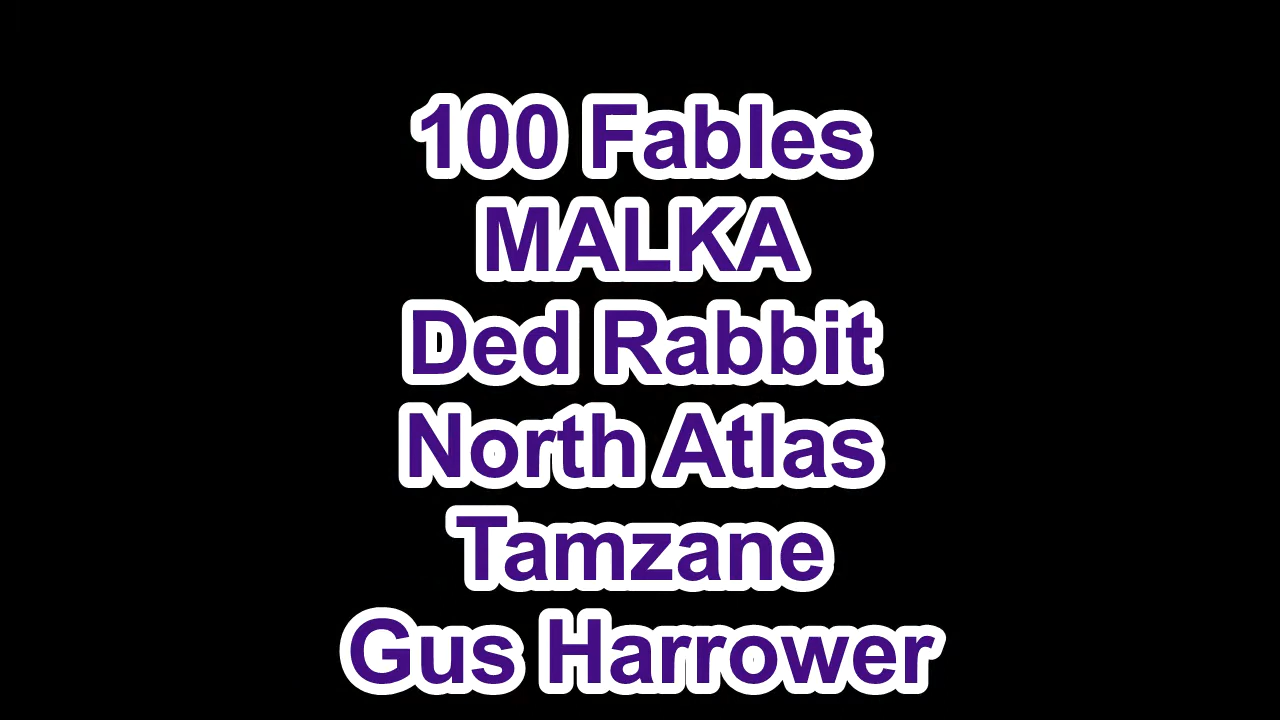 100 Fables
MALKA
Ded Rabbit
North Atlas
Tamzane
Gus Harrower